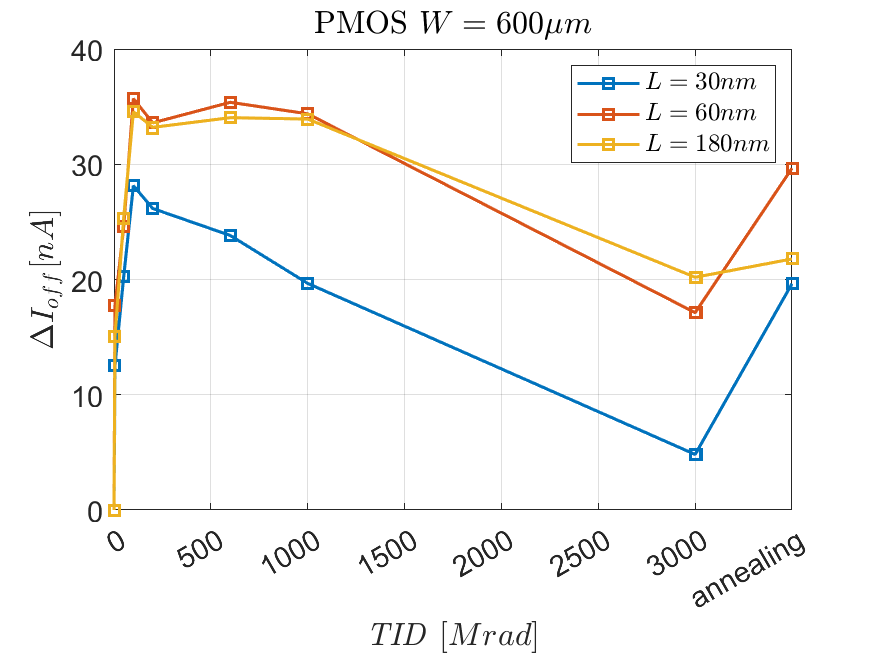 PMOS W = 600μm
40
30
20
10
0
ΔI_off[nA]
L = 30nm
L = 60nm
L = 180nm
0
500
1000
1500
2000
2500
3000
annealing
TID [Mrad]